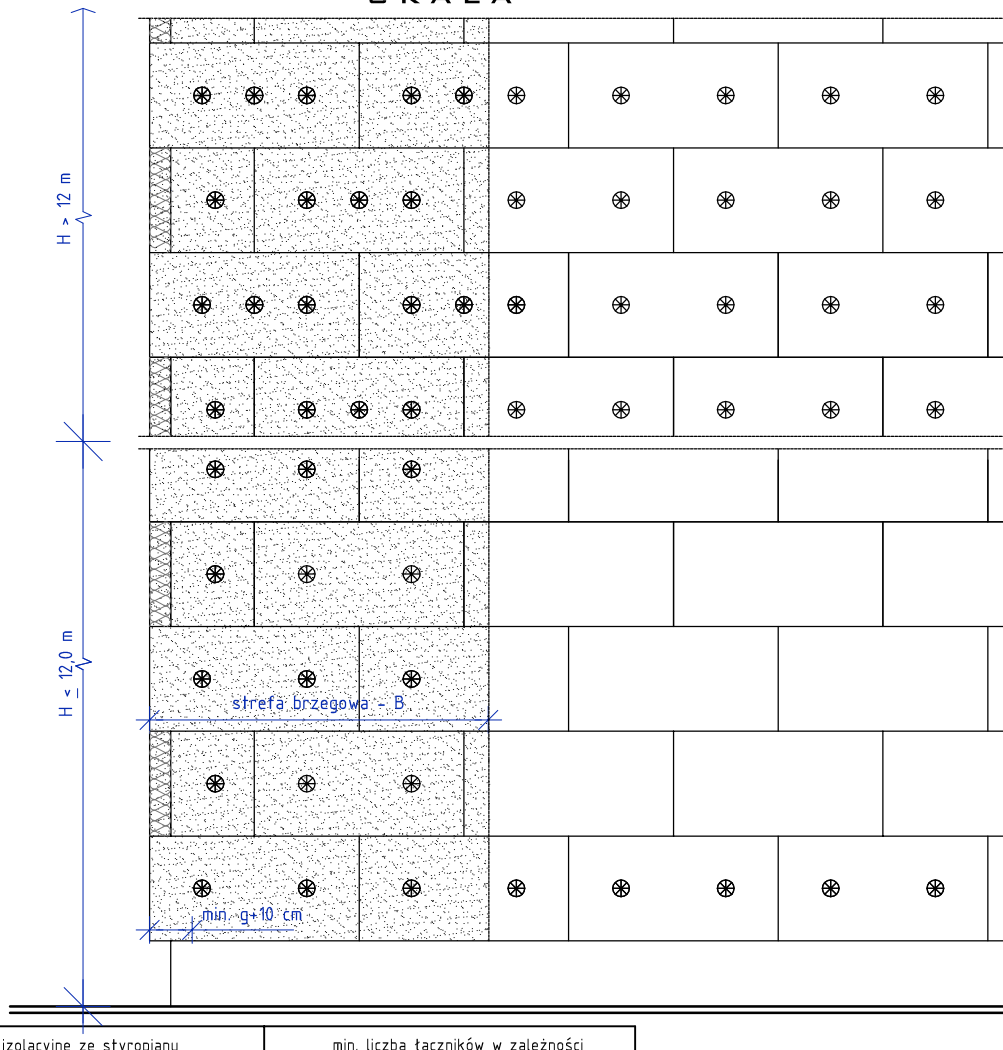 H > 12 m
H ≤ 12,0 m
strefa brzegowa - B
min. g+10 cm
izolacyjne ze styropianu
min. liczba łączników w zależności